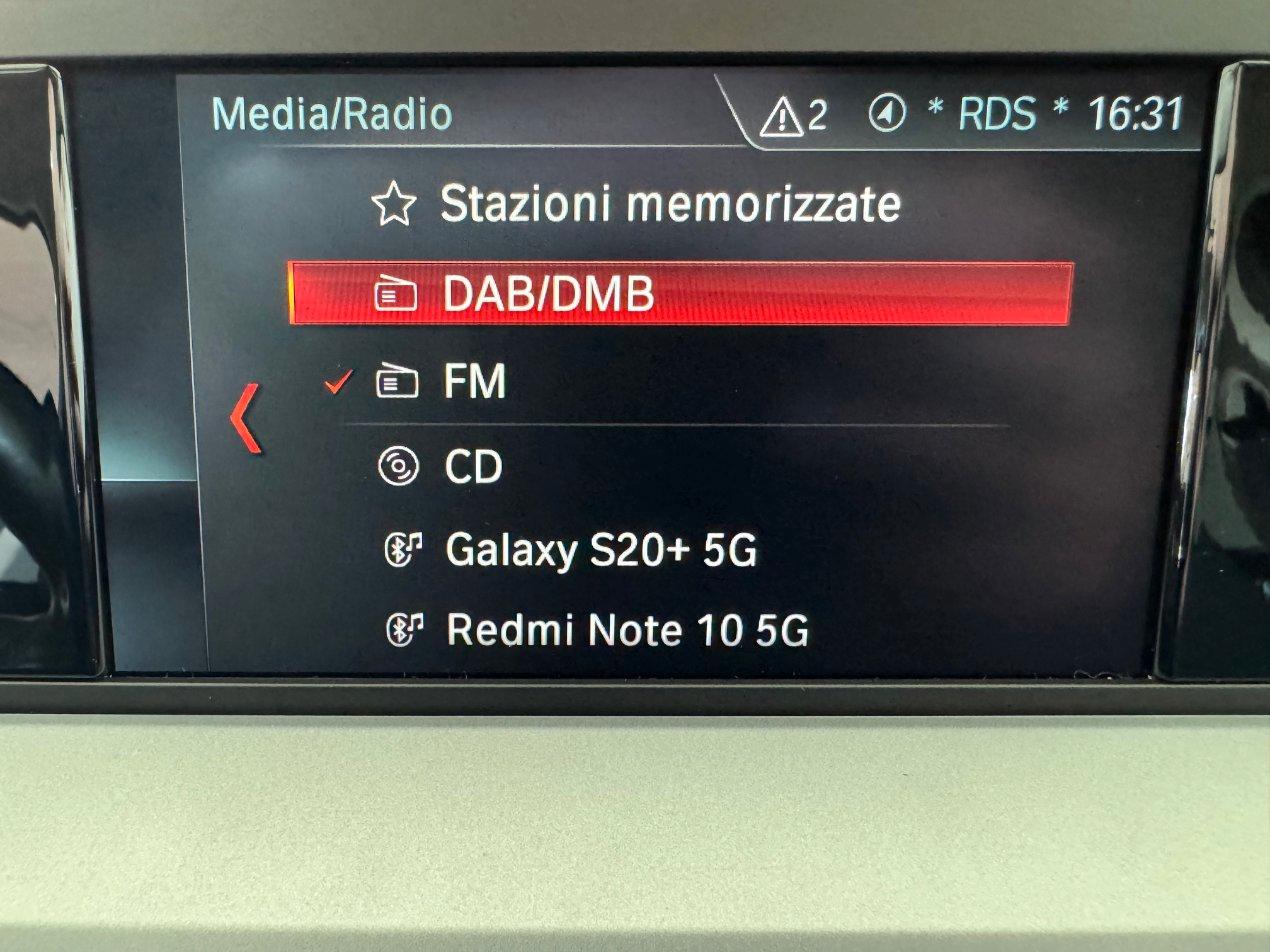 Media/Radio 2 * RDS * 16:31
Stazioni memorizzate
DAB/DMB
FM
CD
Galaxy S20+ 5G
Redmi Note 10 5G